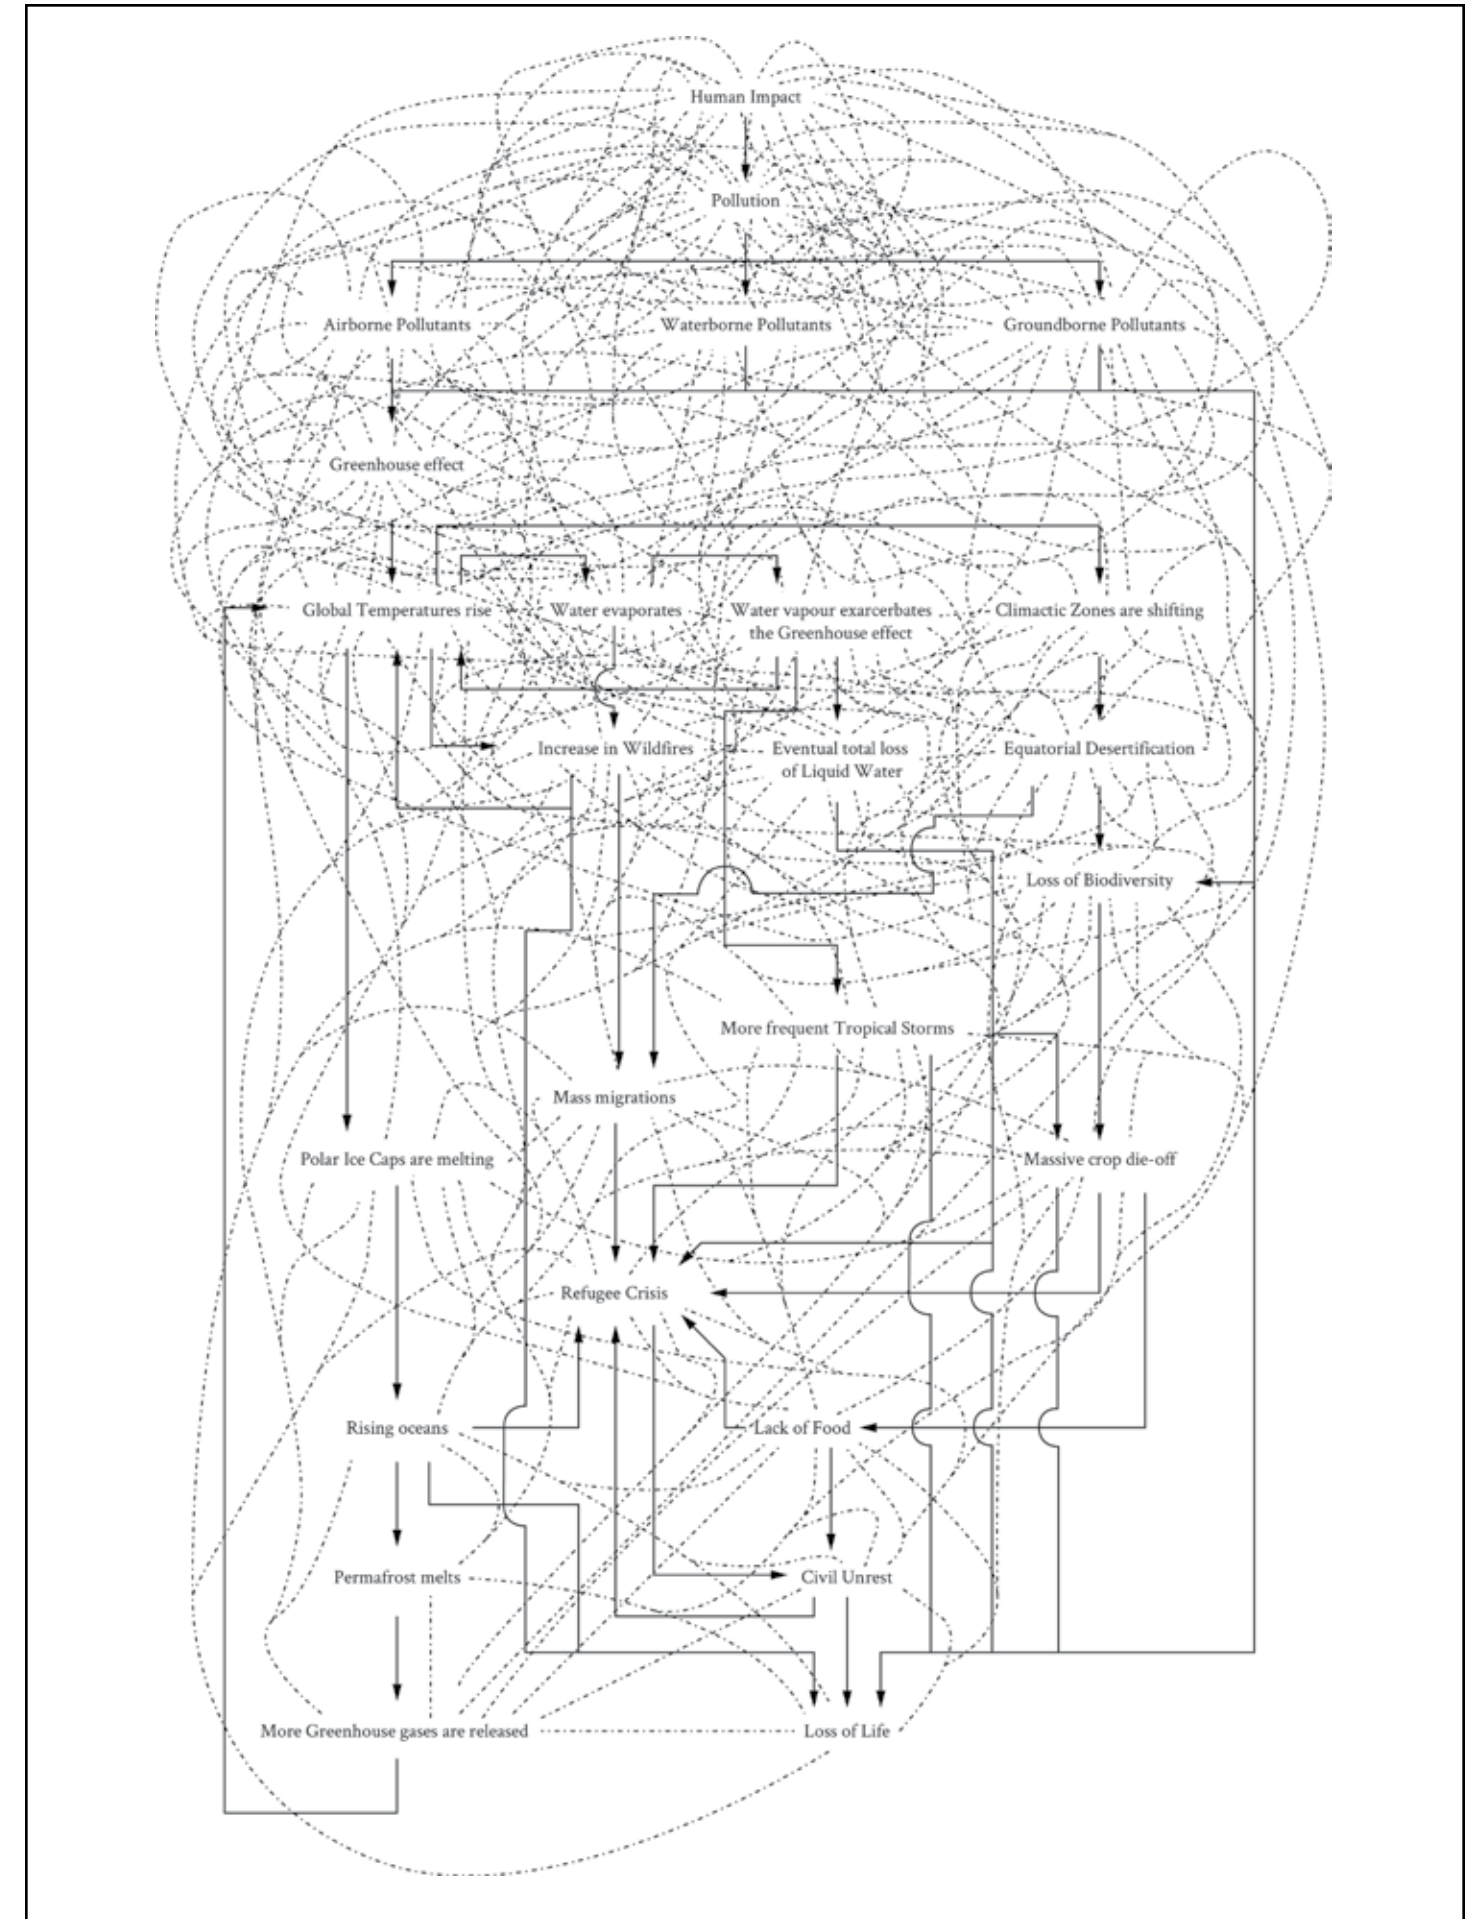 Human Impact
Pollution
Airborne Pollutants
Waterborne Pollutants
Groundborne Pollutants
Greenhouse effect
Global Temperatures rise
Water evaporates
Water vapour exarcerbates
the Greenhouse effect
Climactic Zones are shifting
Increase in Wildfires
Eventual total loss
of Liquid Water
Equatorial Desertification
Loss of Biodiversity
More frequent Tropical Storms
Mass migrations
Polar Ice Caps are melting
Massive crop die-off
Refugee Crisis
Rising oceans
Lack of Food
Permafrost melts
Civil Unrest
More Greenhouse gases are released
Loss of Life